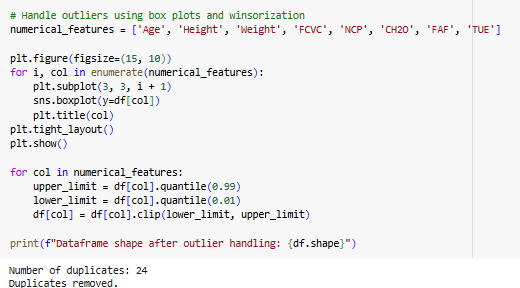 # Handle outliers using box plots and winsorization
numerical_features = ['Age', 'Height', 'Weight', 'FCVC', 'NCP', 'CH2O', 'FAF', 'TUE']
plt.figure(figsize=(15, 10))
for i, col in enumerate(numerical_features):
    plt.subplot(3, 3, i + 1)
    sns.boxplot(y=df[col])
    plt.title(col)
plt.tight_layout()
plt.show()
for col in numerical_features:
    upper_limit = df[col].quantile(0.99)
    lower_limit = df[col].quantile(0.01)
    df[col] = df[col].clip(lower_limit, upper_limit)
print(f"Dataframe shape after outlier handling: {df.shape}")
Number of duplicates: 24
Duplicates removed.